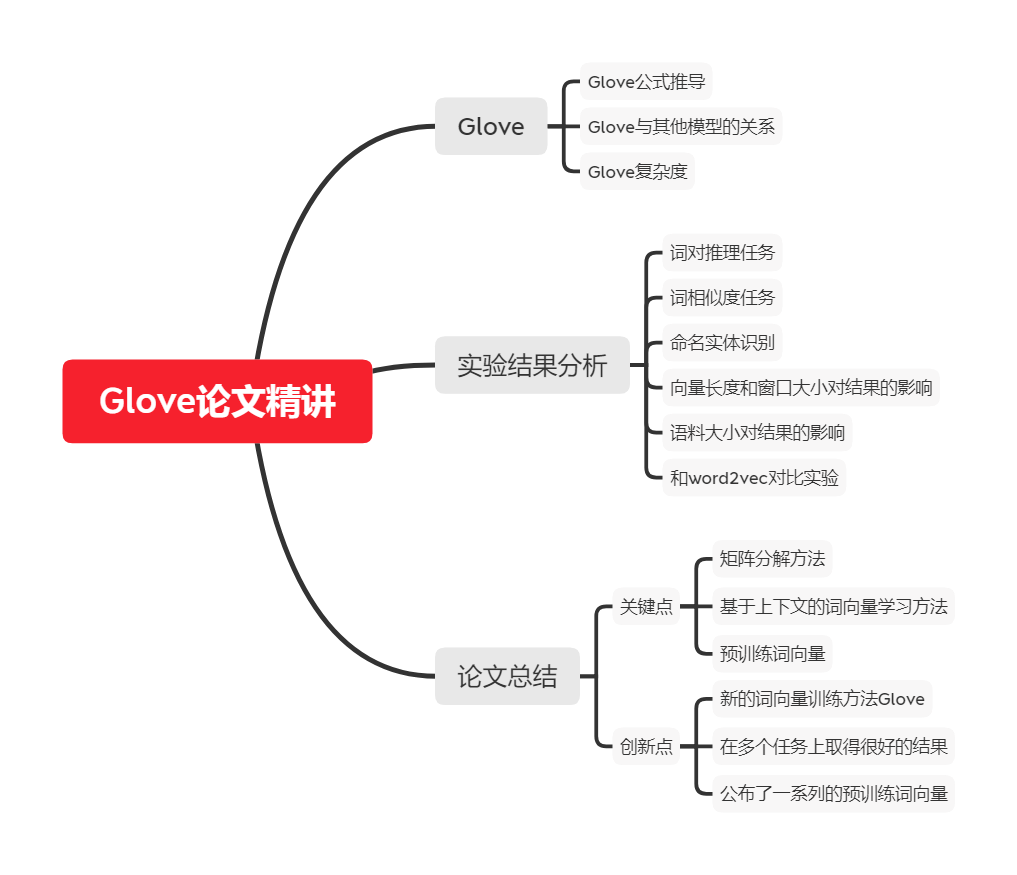 Glove论文精讲
Glove
Glove公式推导
Glove与其他模型的关系
Glove复杂度
实验结果分析
词对推理任务
词相似度任务
命名实体识别
向量长度和窗口大小对结果的影响
语料大小对结果的影响
和word2vec对比实验
论文总结
关键点
矩阵分解方法
基于上下文的词向量学习方法
预训练词向量
创新点
新的词向量训练方法Glove
在多个任务上取得很好的结果
公布了一系列的预训练词向量